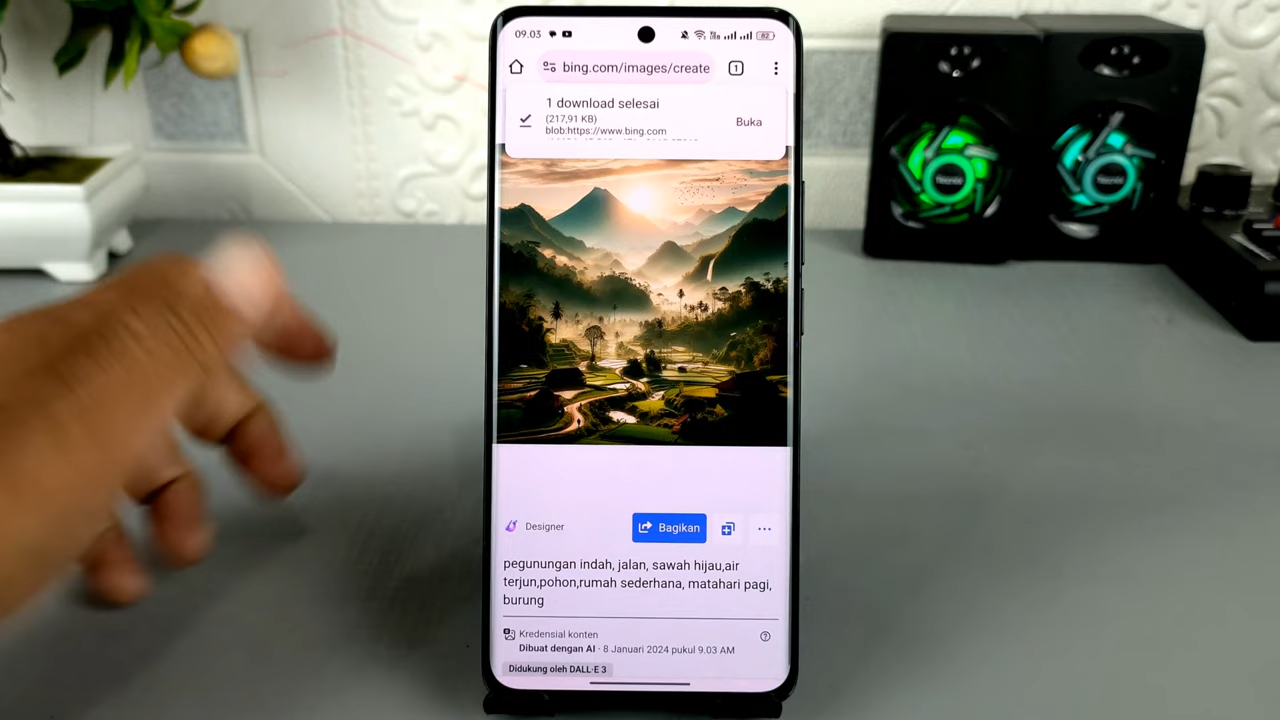 09.03
82
bing.com/images/create
1
1 download selesai
(217,91 KB)
blob:https://www.bing.com
Buka
Designer
Bagikan
pegunungan indah, jalan, sawah hijau,air
terjun,pohon,rumah sederhana, matahari pagi,
burung
Kredensial konten
Dibuat dengan AI · 8 Januari 2024 pukul 9.03 AM
Didukung oleh DALL·E 3